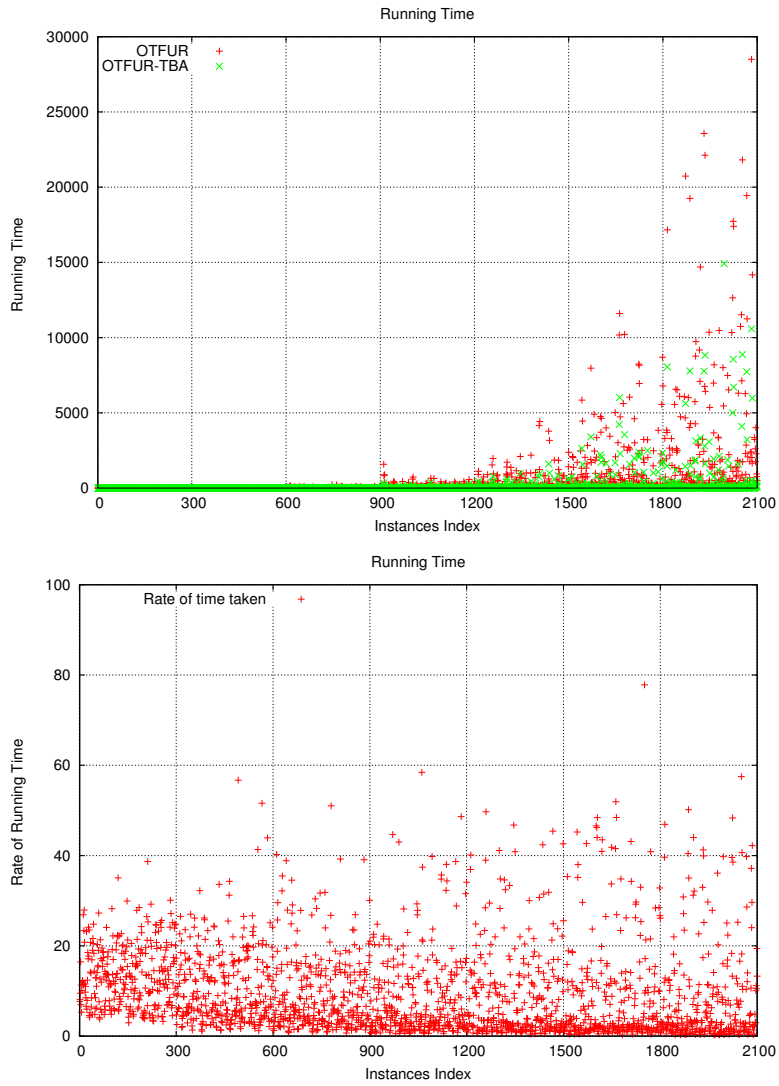 Running Time
30000
OTFUR
OTFUR-TBA
25000
20000
Running Time
15000
10000
5000
0
0 300 600 900 1200 1500 1800 2100
Instances Index
Running Time
100
Rate of time taken
80
60
Rate of Running Time
40
20
0
0 300 600 900 1200 1500 1800 2100
Instances Index